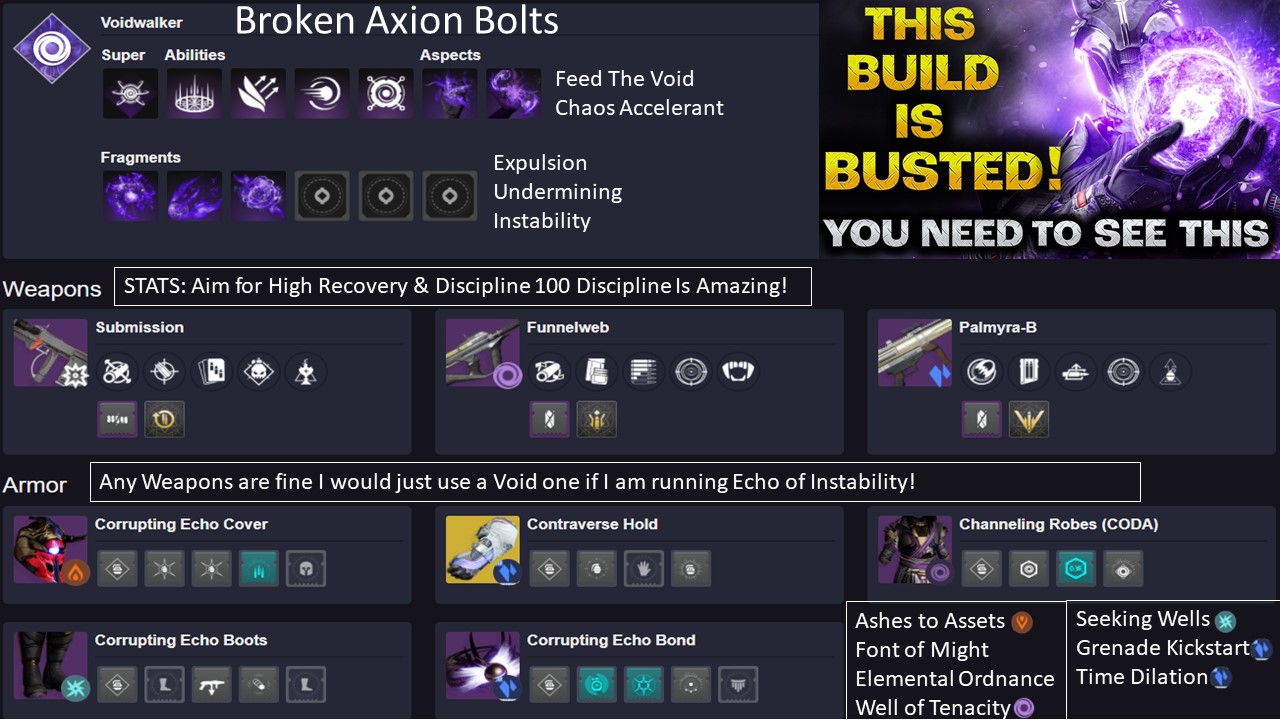 Voidwalker
Broken Axion Bolts
Super
Abilities
Aspects
Feed The Void
Chaos Accelerant
Fragments
Expulsion
Undermining
Instability
THIS
BUILD
IS
BUSTED!
YOU NEED TO SEE THIS
Weapons
STATS: Aim for High Recovery & Discipline 100 Discipline Is Amazing!
Submission
Funnelweb
Palmyra-B
Armor
Any Weapons are fine I would just use a Void one if I am running Echo of Instability!
Corrupting Echo Cover
Contraverse Hold
Channeling Robes (CODA)
Corrupting Echo Boots
Corrupting Echo Bond
Ashes to Assets
Font of Might
Elemental Ordnance
Well of Tenacity
Seeking Wells
Grenade Kickstart
Time Dilation